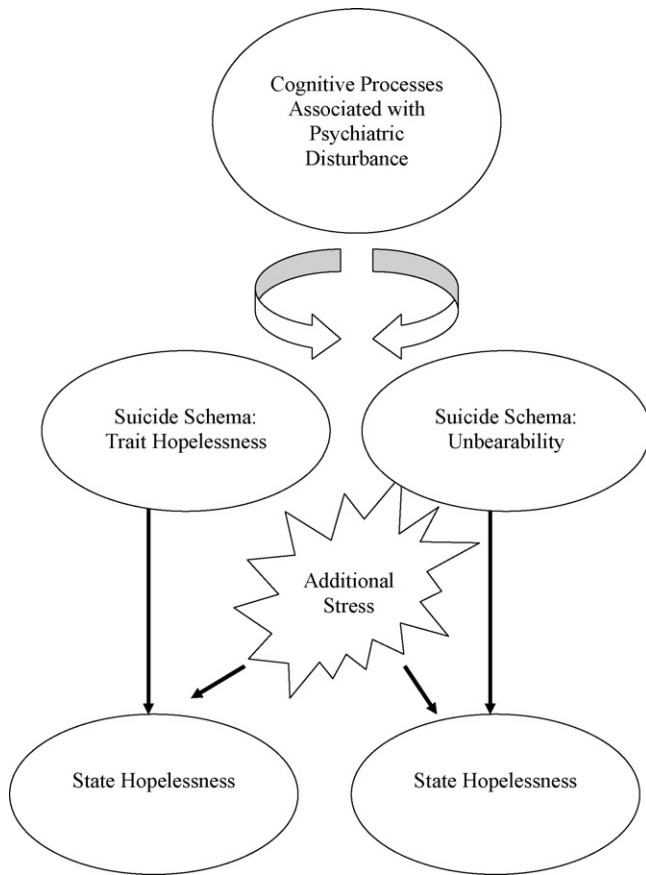 Cognitive Processes
Associated with
Psychiatric
Disturbance
Suicide Schema:
Trait Hopelessness
Suicide Schema:
Unbearability
Additional
Stress
State Hopelessness
State Hopelessness